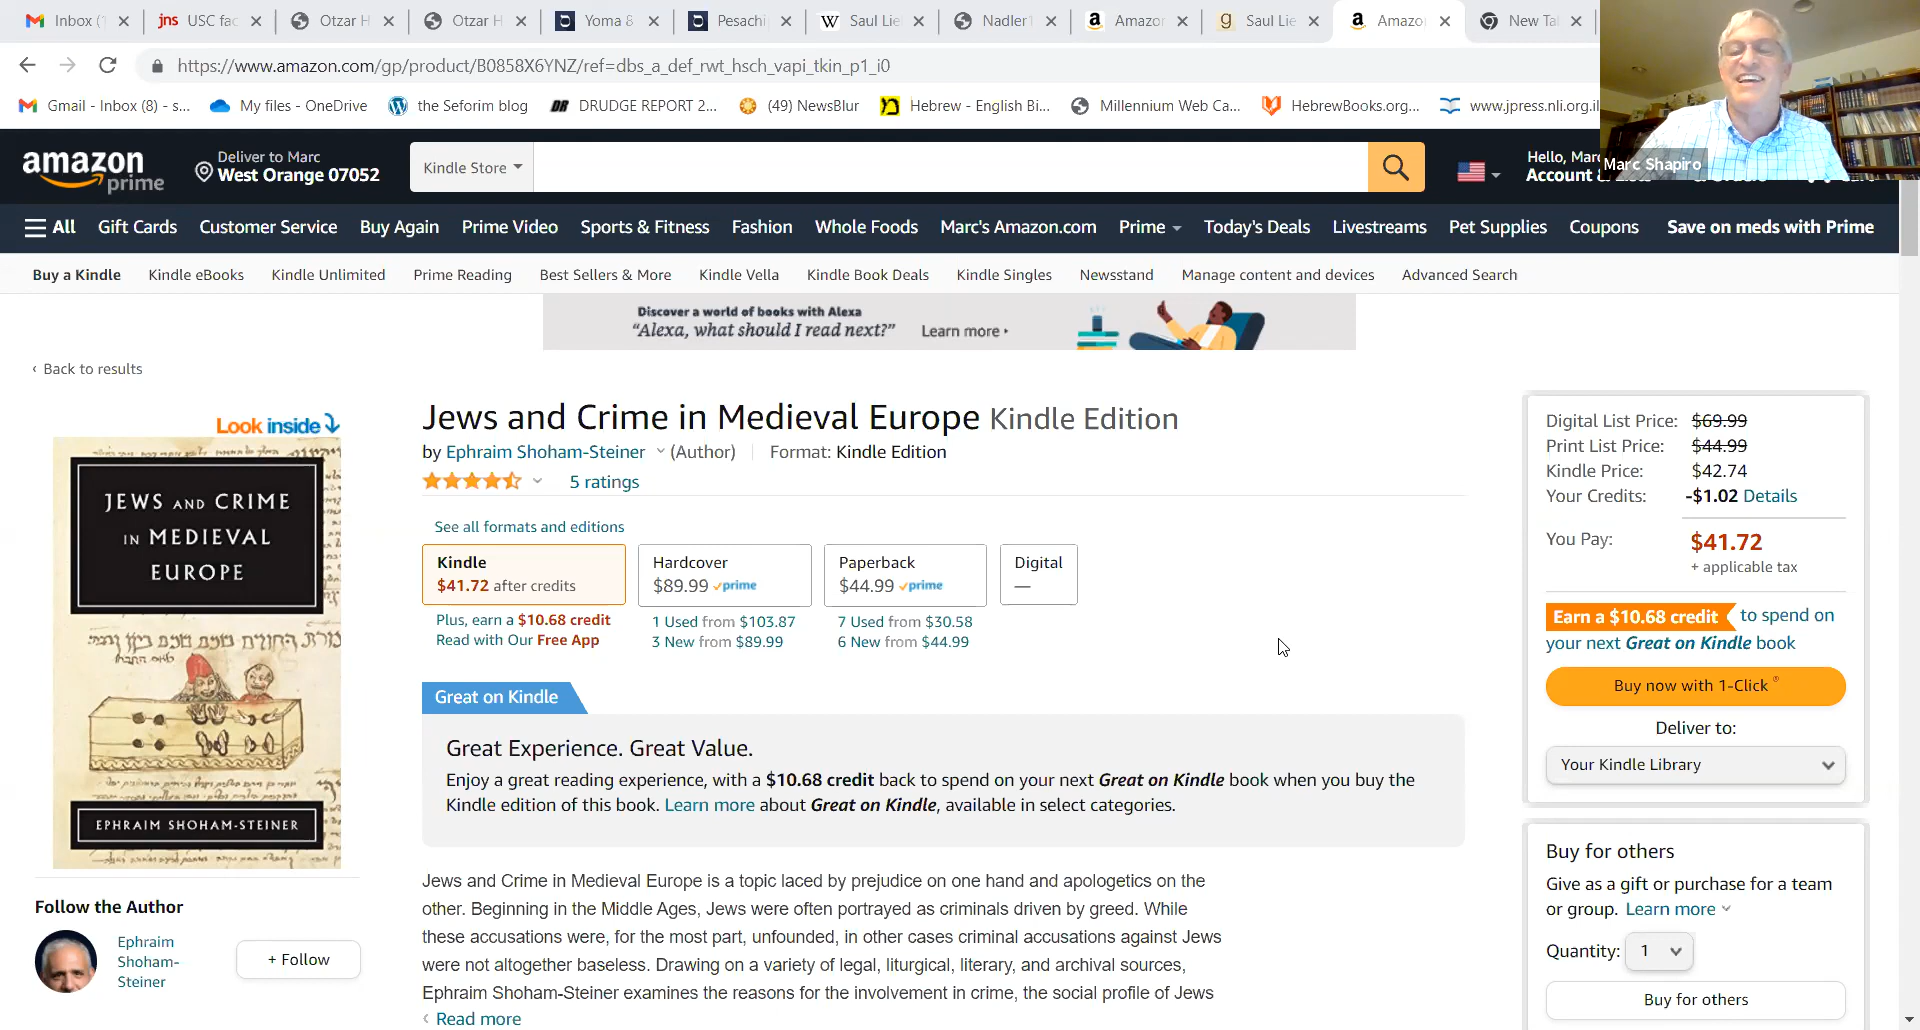 Inbox (1
jns USC fac
Otzar H
Otzar H
Yoma 8
Pesachi
W Saul Lie
Nadler1
a Amazon
g Saul Lie
a Amazo
New Ta
https://www.amazon.com/gp/product/B0858X6YNZ/ref=dbs_a_def_rwt_hsch_vapi_tkin_p1_i0
Gmail - Inbox (8) - s...
My files - OneDrive
the Seforim blog
DR DRUDGE REPORT 2...
(49) NewsBlur
Hebrew - English Bi...
Millennium Web Ca...
HebrewBooks.org...
www.jpress.nli.org.il
Marc Shapiro
amazon prime
Deliver to Marc
West Orange 07052
Kindle Store
Hello, Marc
Account &
All
Gift Cards
Customer Service
Buy Again
Prime Video
Sports & Fitness
Fashion
Whole Foods
Marc's Amazon.com
Prime
Today's Deals
Livestreams
Pet Supplies
Coupons
Save on meds with Prime
Buy a Kindle
Kindle eBooks
Kindle Unlimited
Prime Reading
Best Sellers & More
Kindle Vella
Kindle Book Deals
Kindle Singles
Newsstand
Manage content and devices
Advanced Search
Discover a world of books with Alexa
“Alexa, what should I read next?”
Learn more ›
‹ Back to results
Look inside
JEWS AND CRIME
IN MEDIEVAL
EUROPE
EPHRAIM SHOHAM-STEINER
Follow the Author
Ephraim
Shoham-
Steiner
+ Follow
Jews and Crime in Medieval Europe Kindle Edition
by Ephraim Shoham-Steiner (Author) Format: Kindle Edition
5 ratings
See all formats and editions
Kindle
$41.72 after credits
Plus, earn a $10.68 credit
Read with Our Free App
Hardcover
$89.99 prime
1 Used from $103.87
3 New from $89.99
Paperback
$44.99 prime
7 Used from $30.58
6 New from $44.99
Digital
—
Great on Kindle
Great Experience. Great Value.
Enjoy a great reading experience, with a $10.68 credit back to spend on your next Great on Kindle book when you buy the
Kindle edition of this book. Learn more about Great on Kindle, available in select categories.
Jews and Crime in Medieval Europe is a topic laced by prejudice on one hand and apologetics on the
other. Beginning in the Middle Ages, Jews were often portrayed as criminals driven by greed. While
these accusations were, for the most part, unfounded, in other cases criminal accusations against Jews
were not altogether baseless. Drawing on a variety of legal, liturgical, literary, and archival sources,
Ephraim Shoham-Steiner examines the reasons for the involvement in crime, the social profile of Jews
‹ Read more
Digital List Price: $69.99
Print List Price: $44.99
Kindle Price: $42.74
Your Credits: -$1.02 Details
You Pay: $41.72
+ applicable tax
Earn a $10.68 credit to spend on
your next Great on Kindle book
Buy now with 1-Click ®
Deliver to:
Your Kindle Library
Buy for others
Give as a gift or purchase for a team
or group. Learn more
Quantity: 1
Buy for others